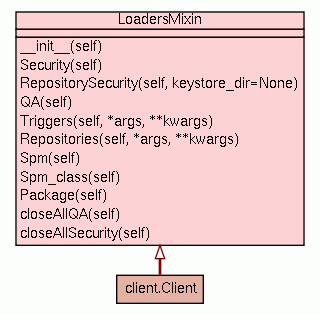 LoadersMixin
__init__(self)
Security(self)
RepositorySecurity(self, keystore_dir=None)
QA(self)
Triggers(self, *args, **kwargs)
Repositories(self, *args, **kwargs)
Spm(self)
Spm_class(self)
Package(self)
closeAllQA(self)
closeAllSecurity(self)
client.Client